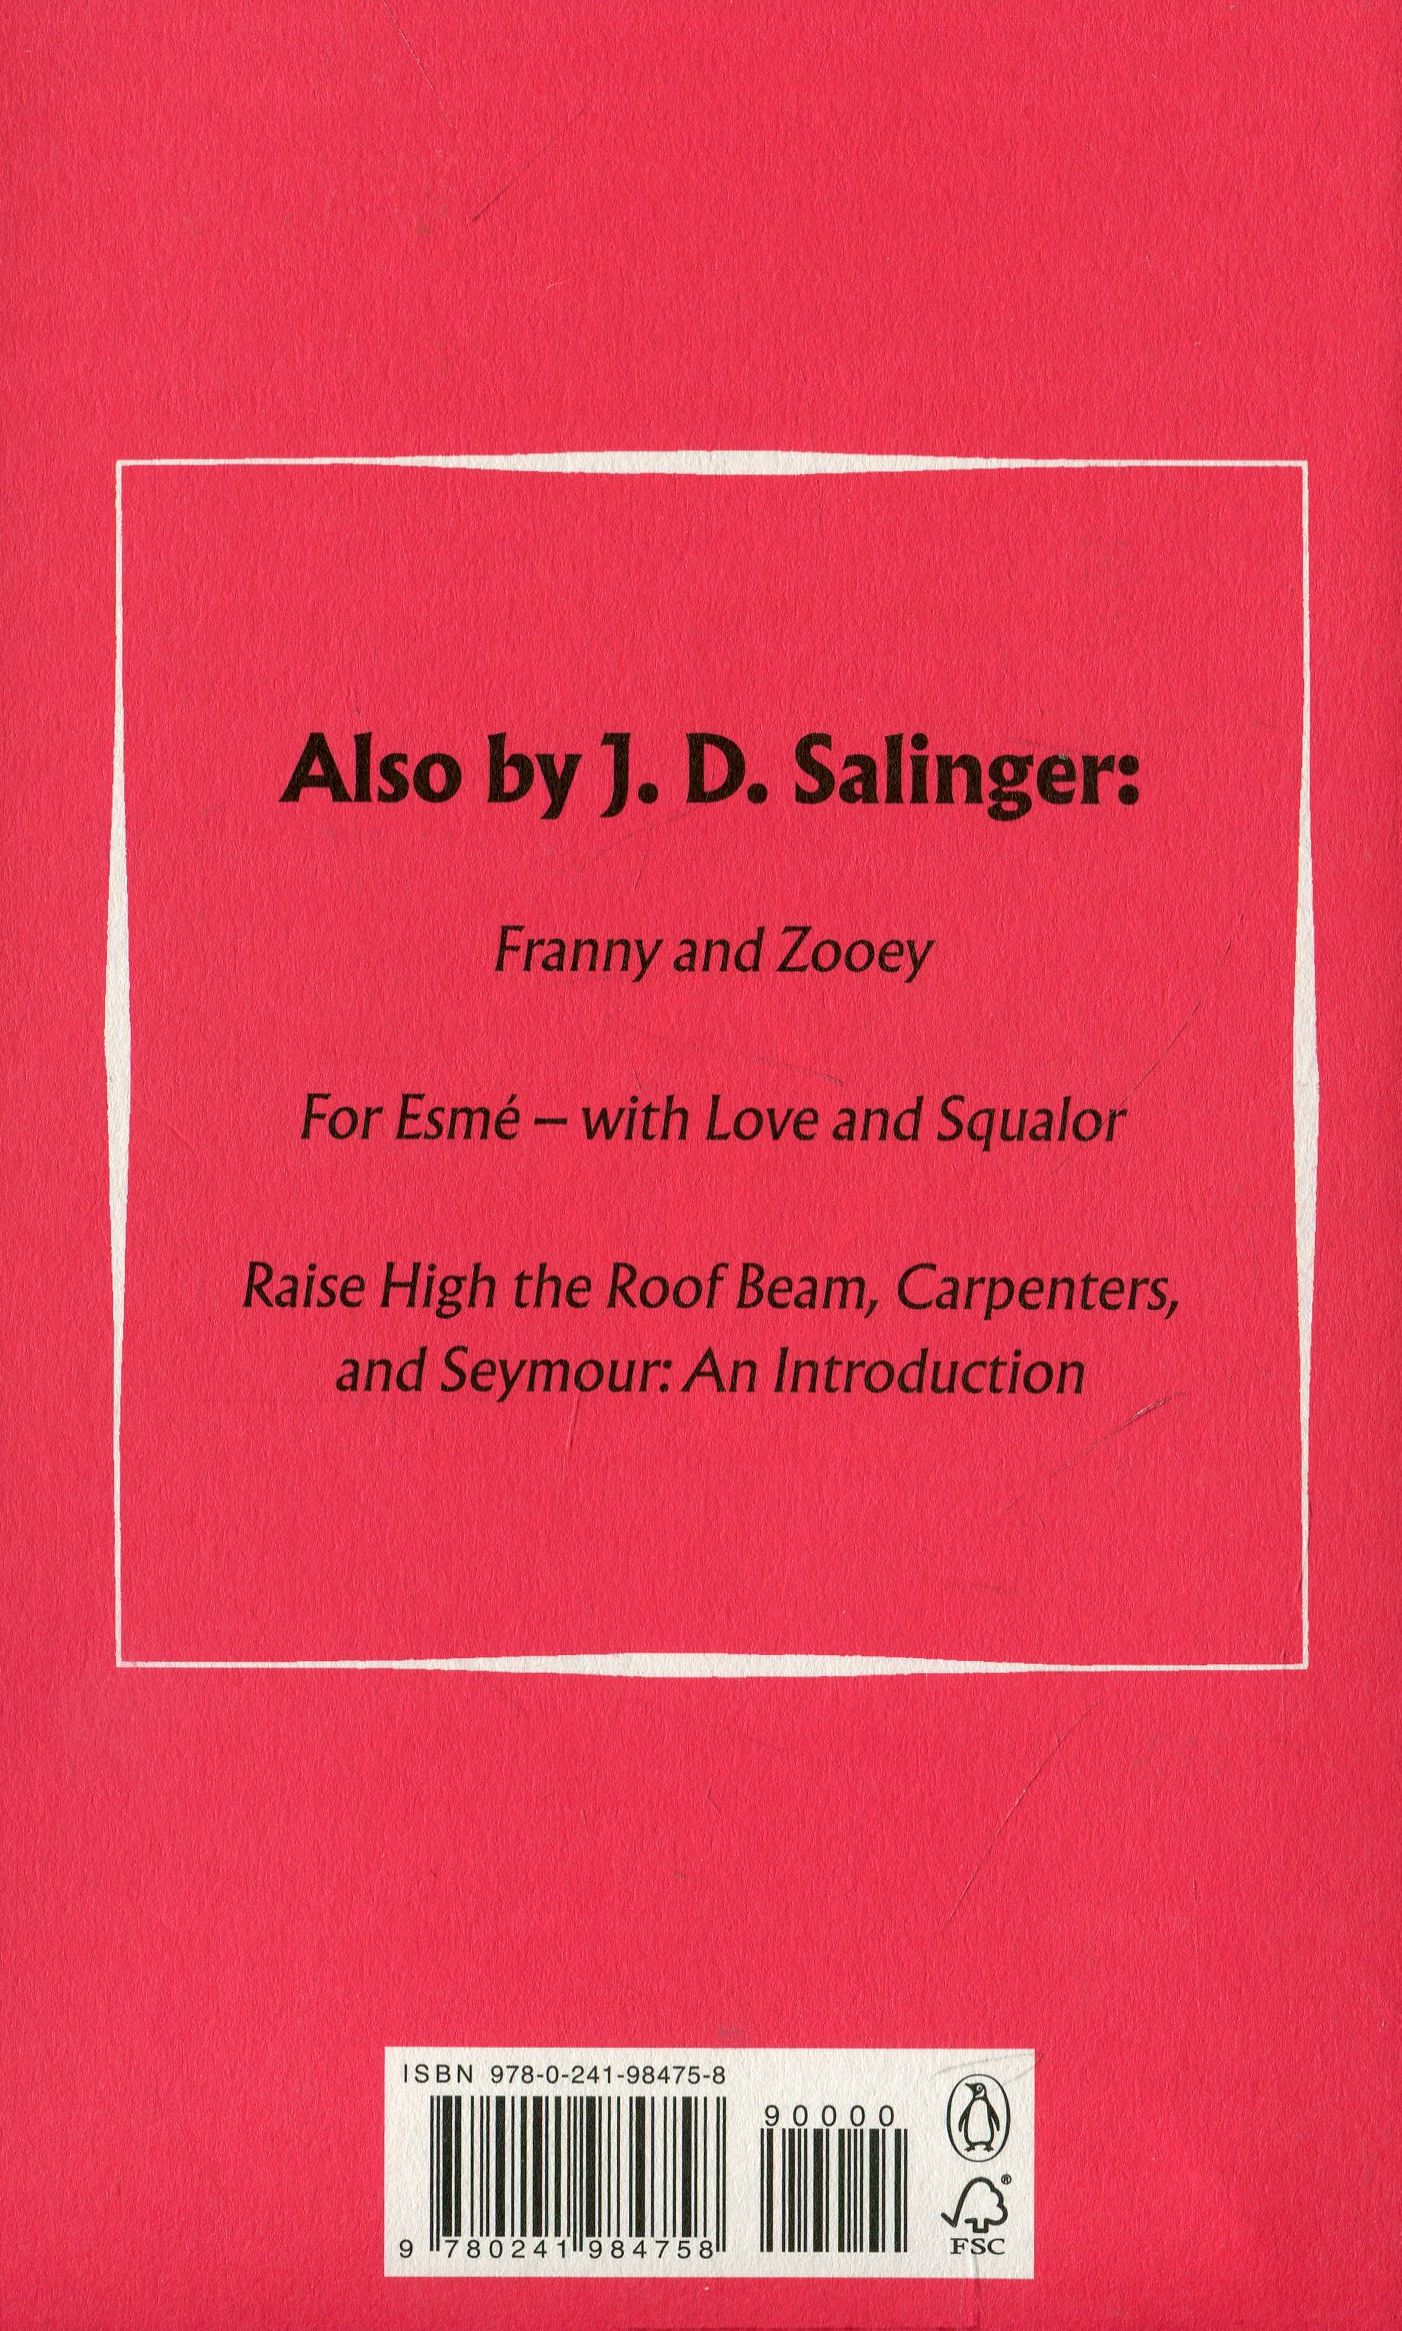 Also by J. D. Salinger:
Franny and Zooey
For Esmé – with Love and Squalor
Raise High the Roof Beam, Carpenters,
and Seymour: An Introduction
ISBN 978-0-241-98475-8
90000
9 780241 984758
®
FSC